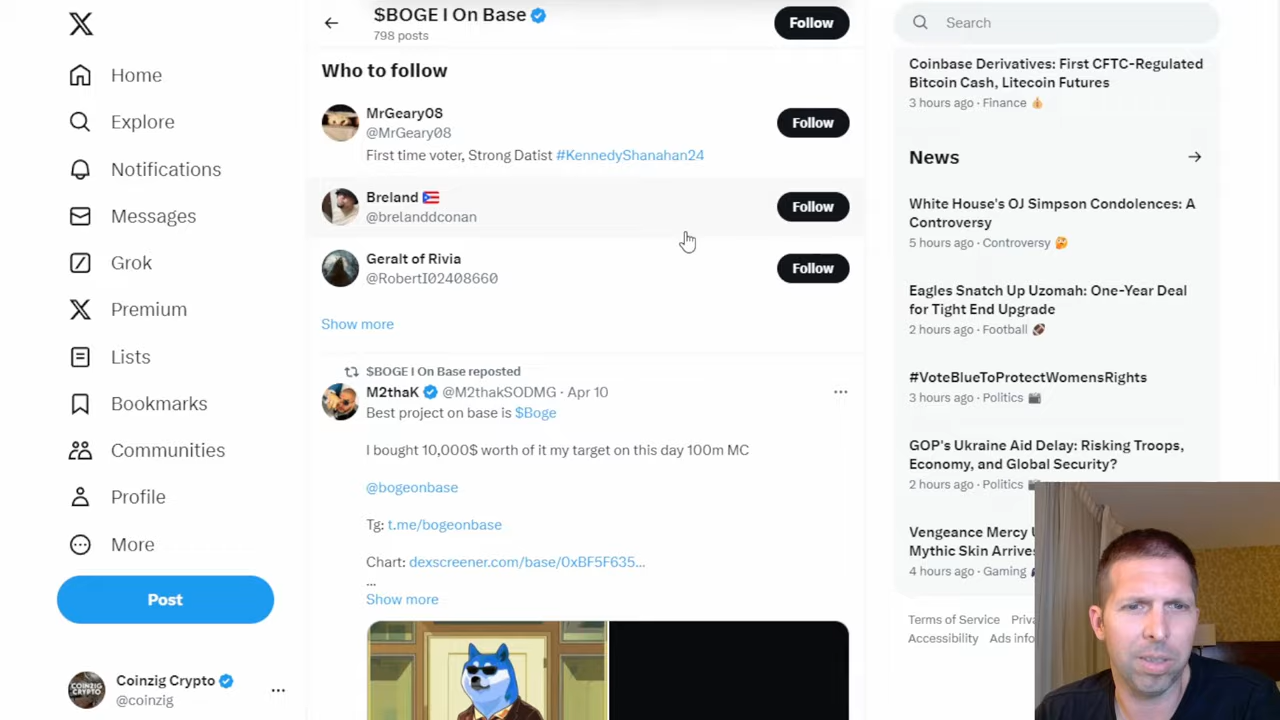 Home
Explore
Notifications
Messages
Grok
Premium
Lists
Bookmarks
Communities
Profile
More
Post
Coinzig Crypto
@coinzig
$BOGE I On Base
798 posts
Follow
Who to follow
MrGeary08
@MrGeary08
First time voter, Strong Datist #KennedyShanahan24
Follow
Breland
@brelanddconan
Follow
Geralt of Rivia
@RobertI02408660
Follow
Show more
$BOGE I On Base reposted
M2thaK @M2thakSODMG · Apr 10
Best project on base is $Boge
I bought 10,000$ worth of it my target on this day 100m MC
@bogeonbase
Tg: t.me/bogeonbase
Chart: dexscreener.com/base/0xBF5F635...
...
Show more
Search
Coinbase Derivatives: First CFTC-Regulated
Bitcoin Cash, Litecoin Futures
3 hours ago · Finance
News
White House's OJ Simpson Condolences: A
Controversy
5 hours ago · Controversy
Eagles Snatch Up Uzomah: One-Year Deal
for Tight End Upgrade
2 hours ago · Football
#VoteBlueToProtectWomensRights
3 hours ago · Politics
GOP's Ukraine Aid Delay: Risking Troops,
Economy, and Global Security?
2 hours ago · Politics
Vengeance Mercy
Mythic Skin Arrives
4 hours ago · Gaming
Terms of Service
Accessibility Ads info